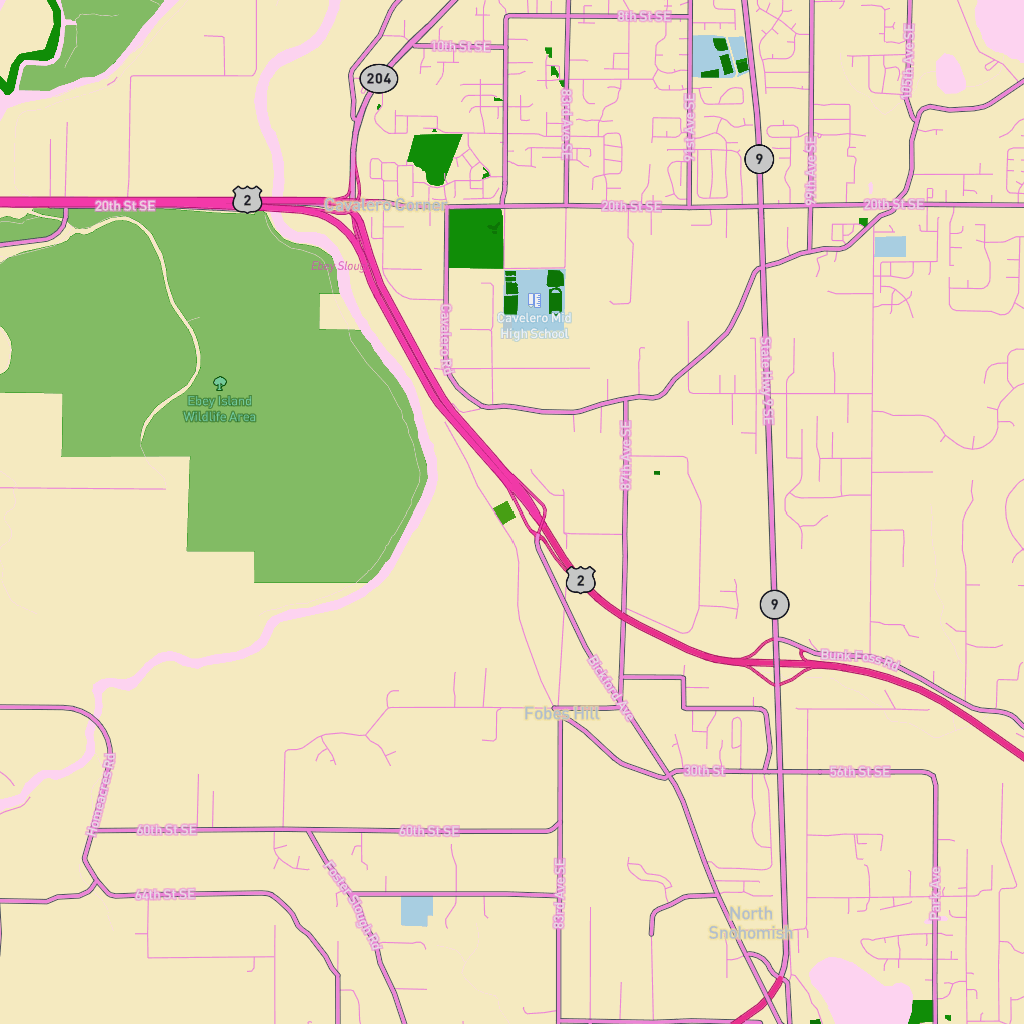 8th St SE
10th St SE
105th Ave SE
204
83rd Ave SE
91st Ave SE
9
99th Ave SE
2
20th St SE
Cavelero Corner
20th St SE
20th St SE
Ebey Slough
Cavelero Mid
High School
Cavelero Rd
State Hwy 9 SE
Ebey Island
Wildlife Area
87th Ave SE
2
9
Bunk Foss Rd
Bickford Ave
Fobes Hill
Homeacres Rd
30th St
56th St SE
60th St SE
60th St SE
Foster Slough Rd
64th St SE
83rd Ave SE
Park Ave
North
Snohomish